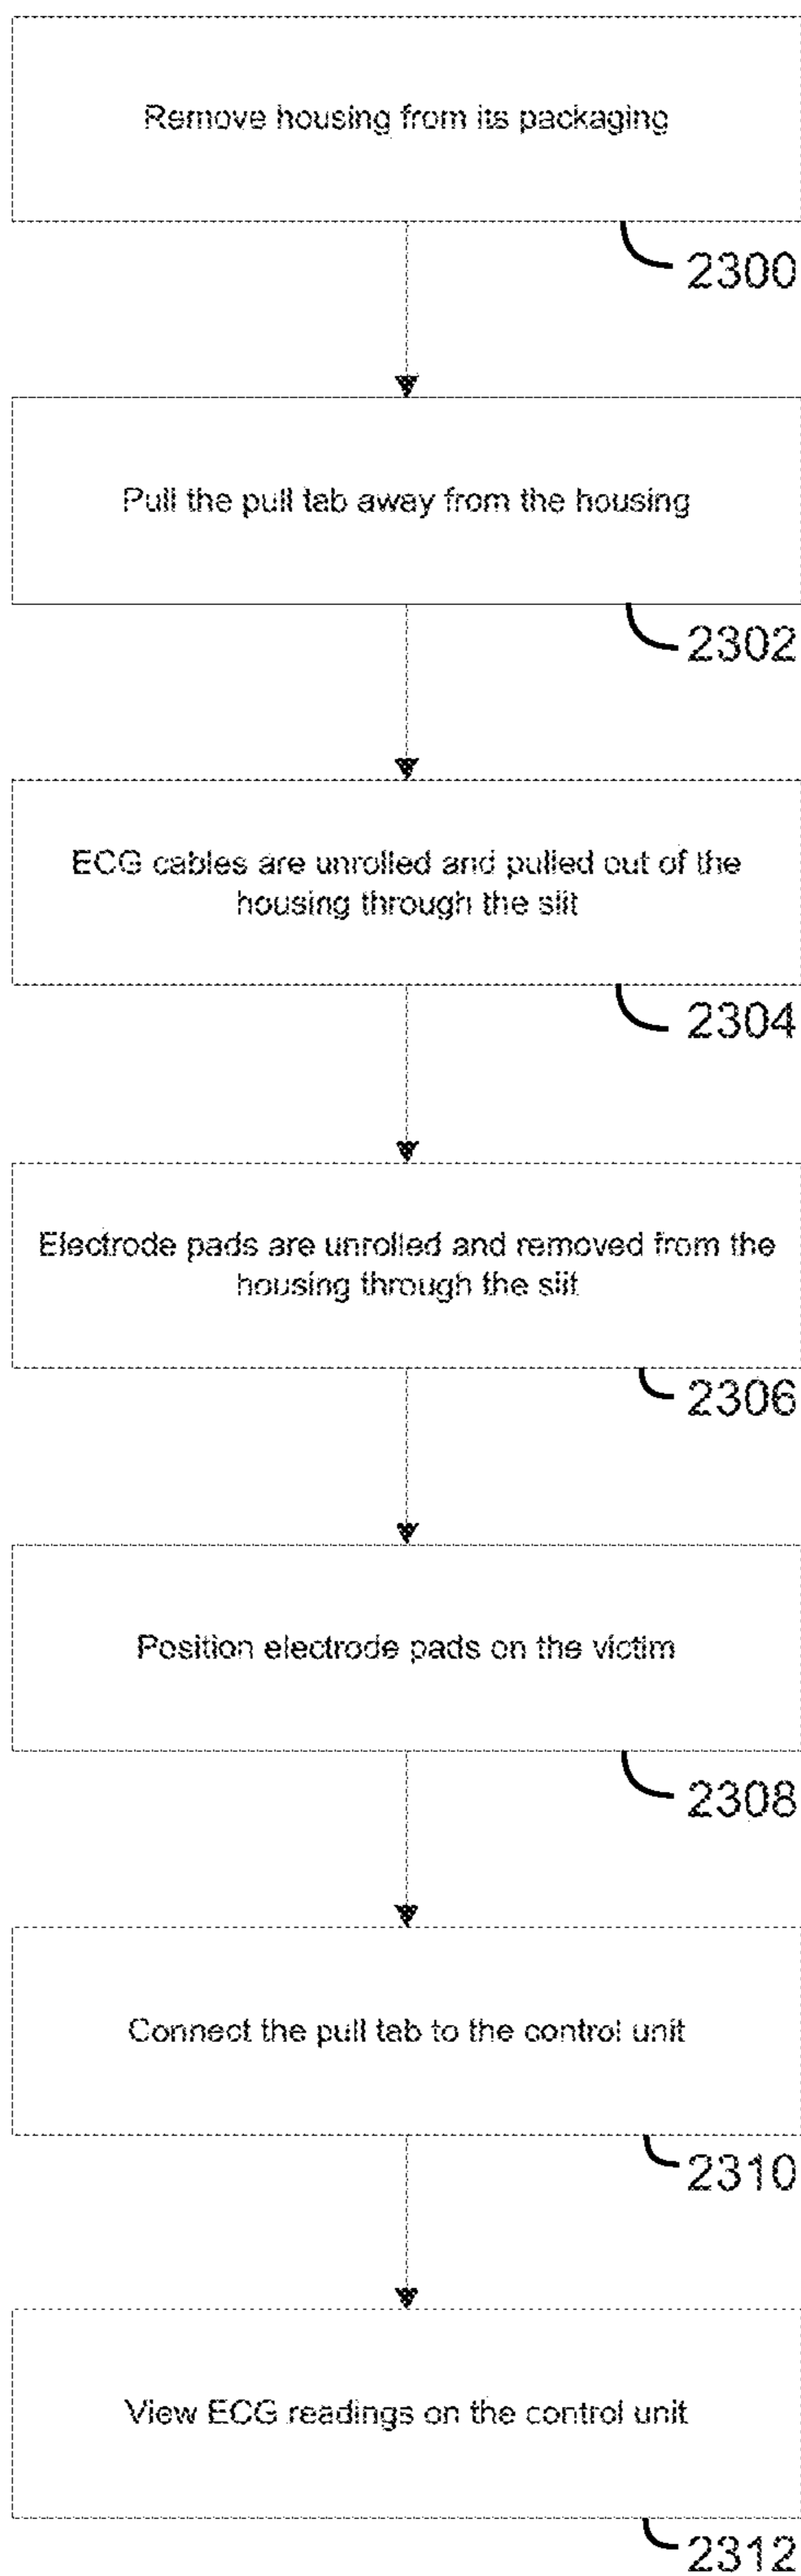 Remove housing from its packaging
2300
Pull the pull tab away from the housing
2302
ECG cables are unrolled and pulled out of the
housing through the slit
2304
Electrode pads are unrolled and removed from the
housing through the slit
2306
Position electrode pads on the victim
2308
Connect the pull tab to the control unit
2310
View ECG readings on the control unit
2312